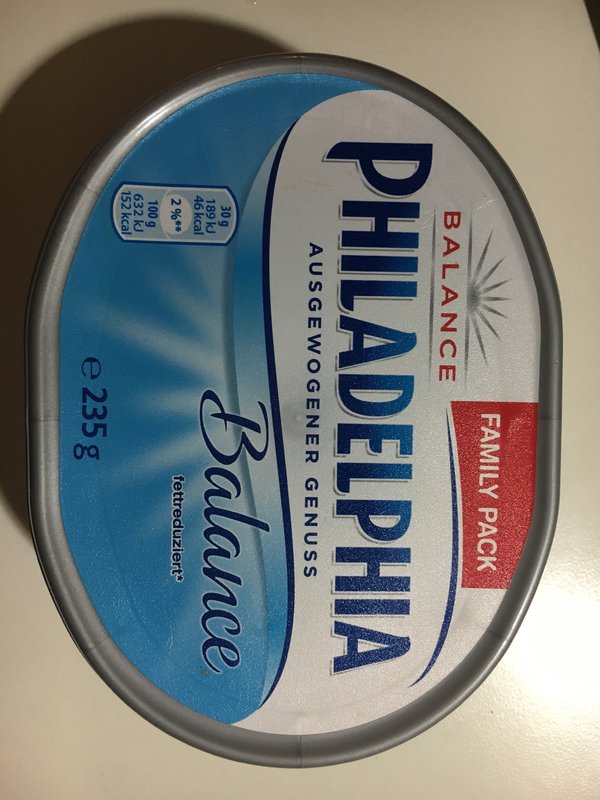 FAMILY PACK
BALANCE
PHILADELPHIA
AUSGEWOGENER GENUSS
Balance
fettreduziert*
30 g
189 kJ
46 kcal
2 %**
100 g
632 kJ
152 kcal
e 235 g